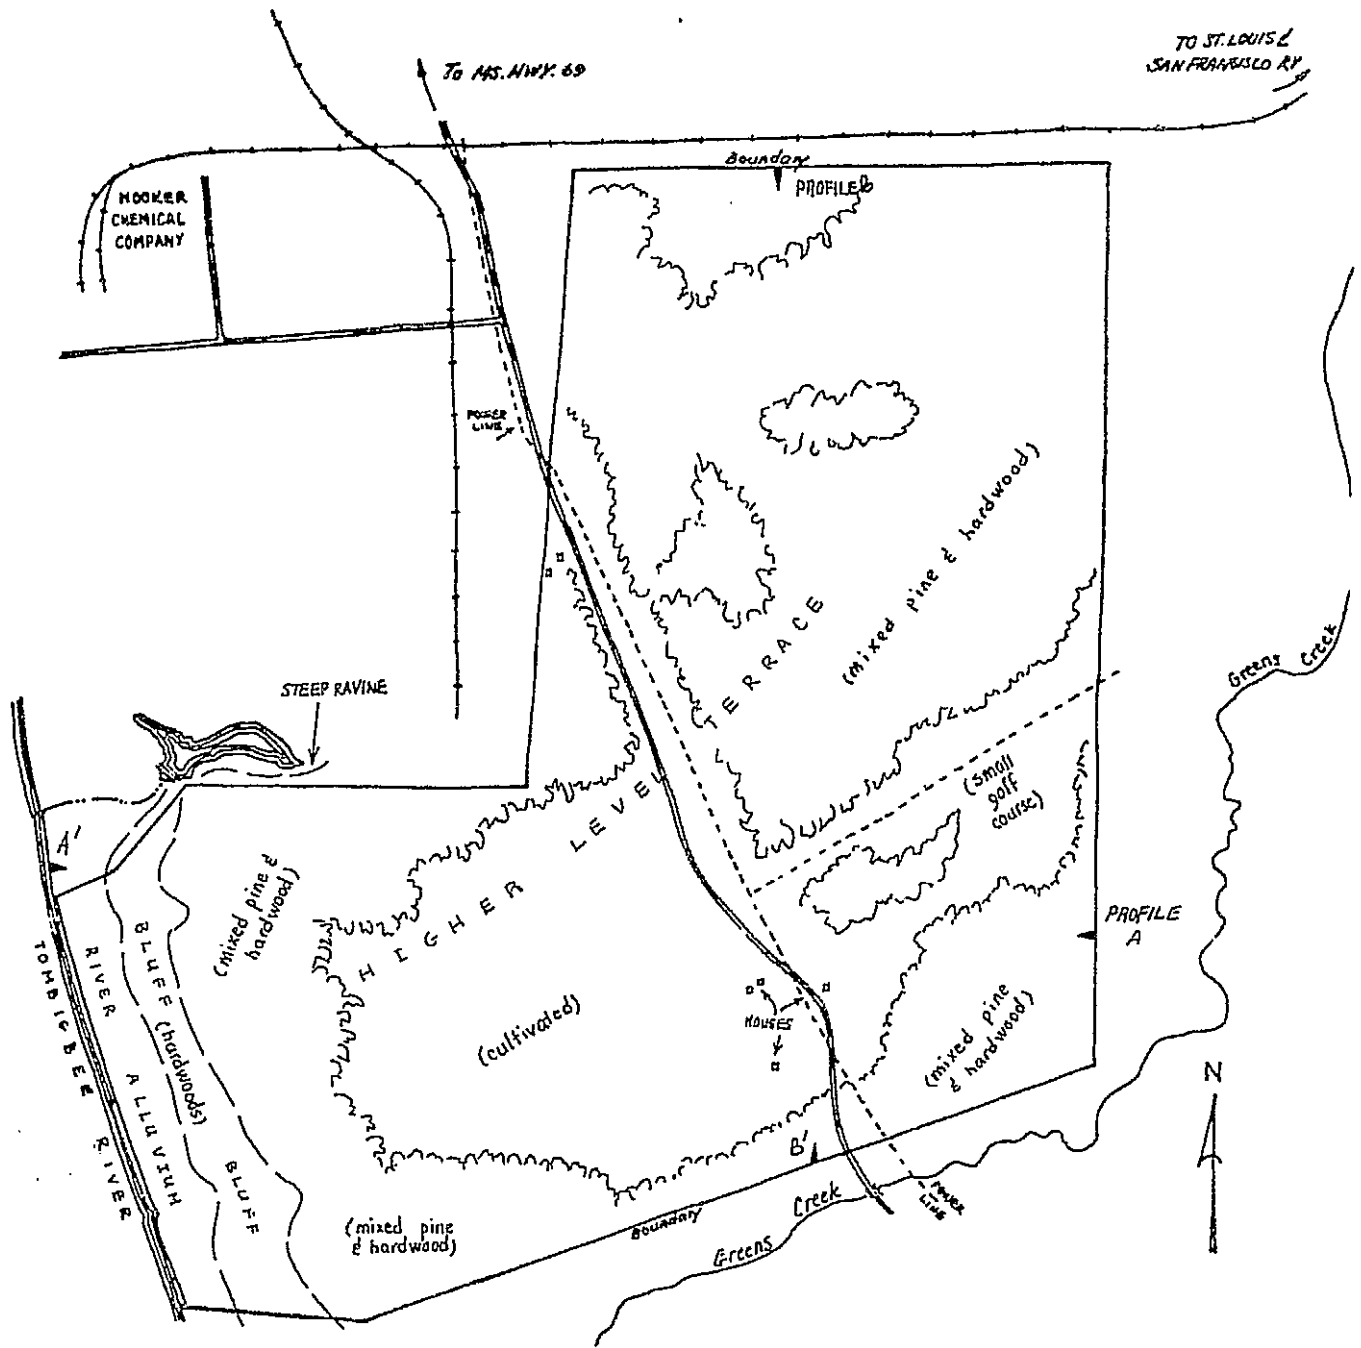 TO MS. HWY. 69
TO ST. LOUIS &
SAN FRANSISCO RY
Boundary
PROFILE B
HOOKER
CHEMICAL
COMPANY
POWER
LINE
(mixed pine & hardwood)
HIGHER LEVEL TERRACE
Greens Creek
STEEP RAVINE
(small
golf
course)
A'
(mixed pine &
hardwood)
PROFILE
A
TOMBIGBEE RIVER
RIVER ALLUVIUM
BLUFF (hardwoods)
BLUFF
(cultivated)
HOUSES
(mixed pine
& hardwood)
N
B'
(mixed pine
& hardwood)
Boundary
Greens Creek
POWER
LINE